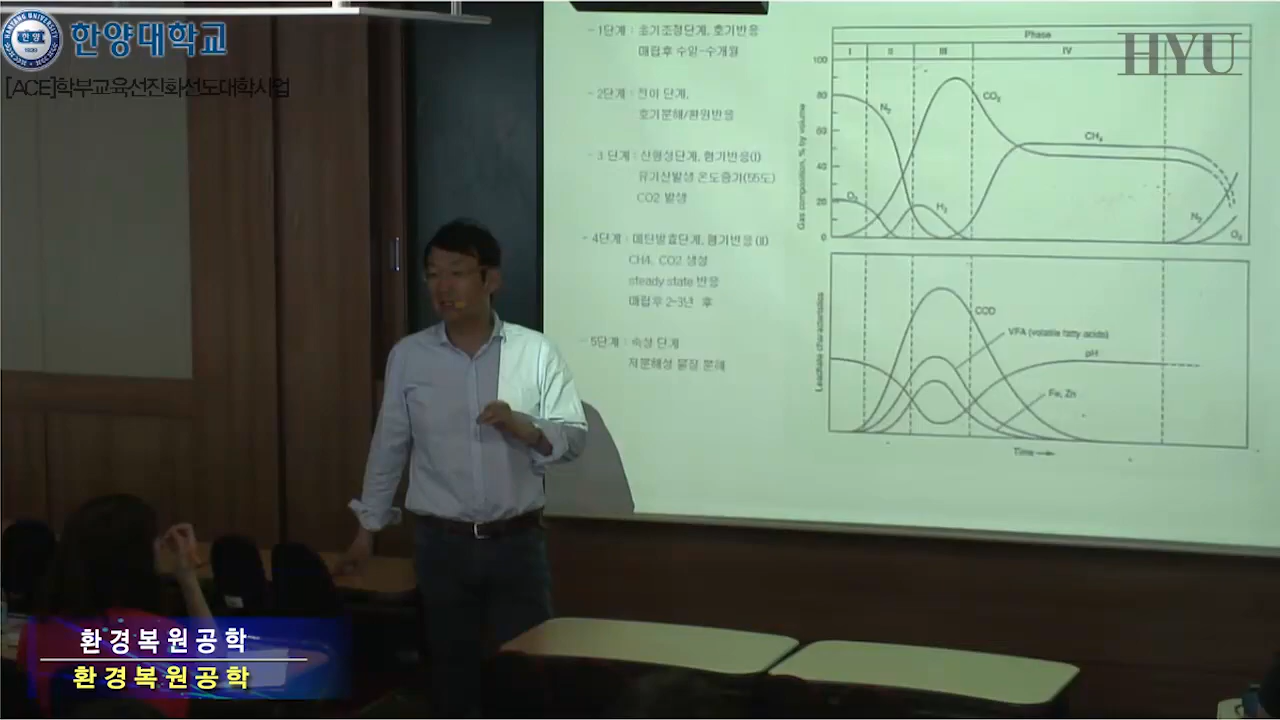 한양대학교
[ACE]학부교육선진화선도대학사업
HYU
HANYANG UNIVERSITY
한양
1939
- 1단계 : 초기조정단계, 호기반응
매립후 수일-수개월
- 2단계 : 전이 단계,
호기분해/환원반응
- 3 단계 : 산형성단계, 혐기반응(I)
유기산발생 온도증가(55도)
CO2 발생
- 4단계 : 메탄발효단계, 혐기반응(II)
CH4, CO2 생성
steady state 반응
매립후 2-3년 후
- 5단계 : 숙성 단계
저분해성 물질 분해
Phase
I II III IV
Gas composition, % by volume
100
80
60
40
20
0
N2
O2
CO2
H2
CH4
N2
O2
Leachate characteristics
COD
VFA (volatile fatty acids)
pH
Fe, Zn
Time
환경복원공학
환경복원공학